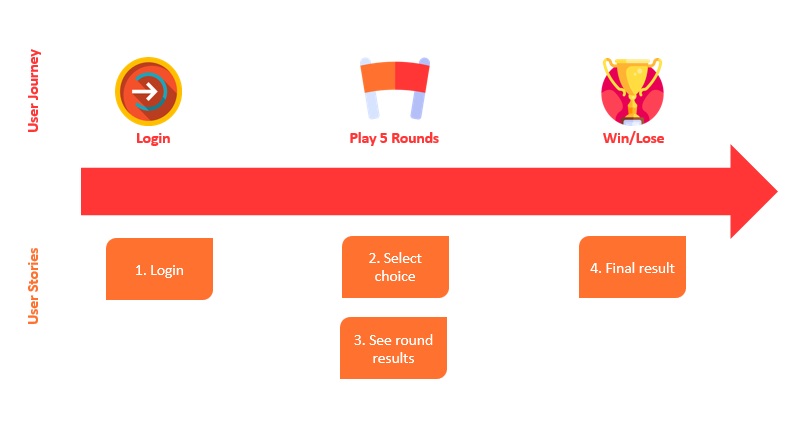 User Journey
Login
Play 5 Rounds
Win/Lose
User Stories
1. Login
2. Select
choice
3. See round
results
4. Final result